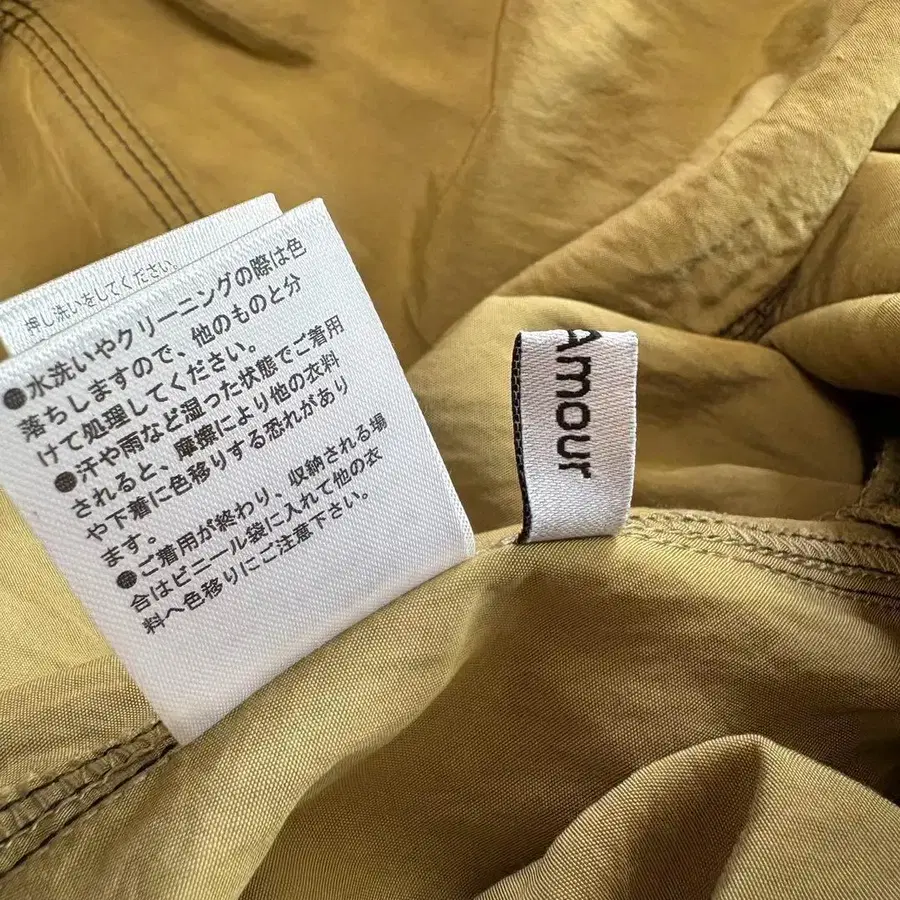 押し洗いをしてください。
●水洗いやクリーニングの際は色
落ちしますので、他のものと分
けて処理してください。
●汗や雨など湿った状態でご着用
されると、摩擦により他の衣料
や下着に色移りする恐れがあり
ます。
●ご着用が終わり、収納される場
合はビニール袋に入れて他の衣
料へ色移りにご注意下さい。
Amour